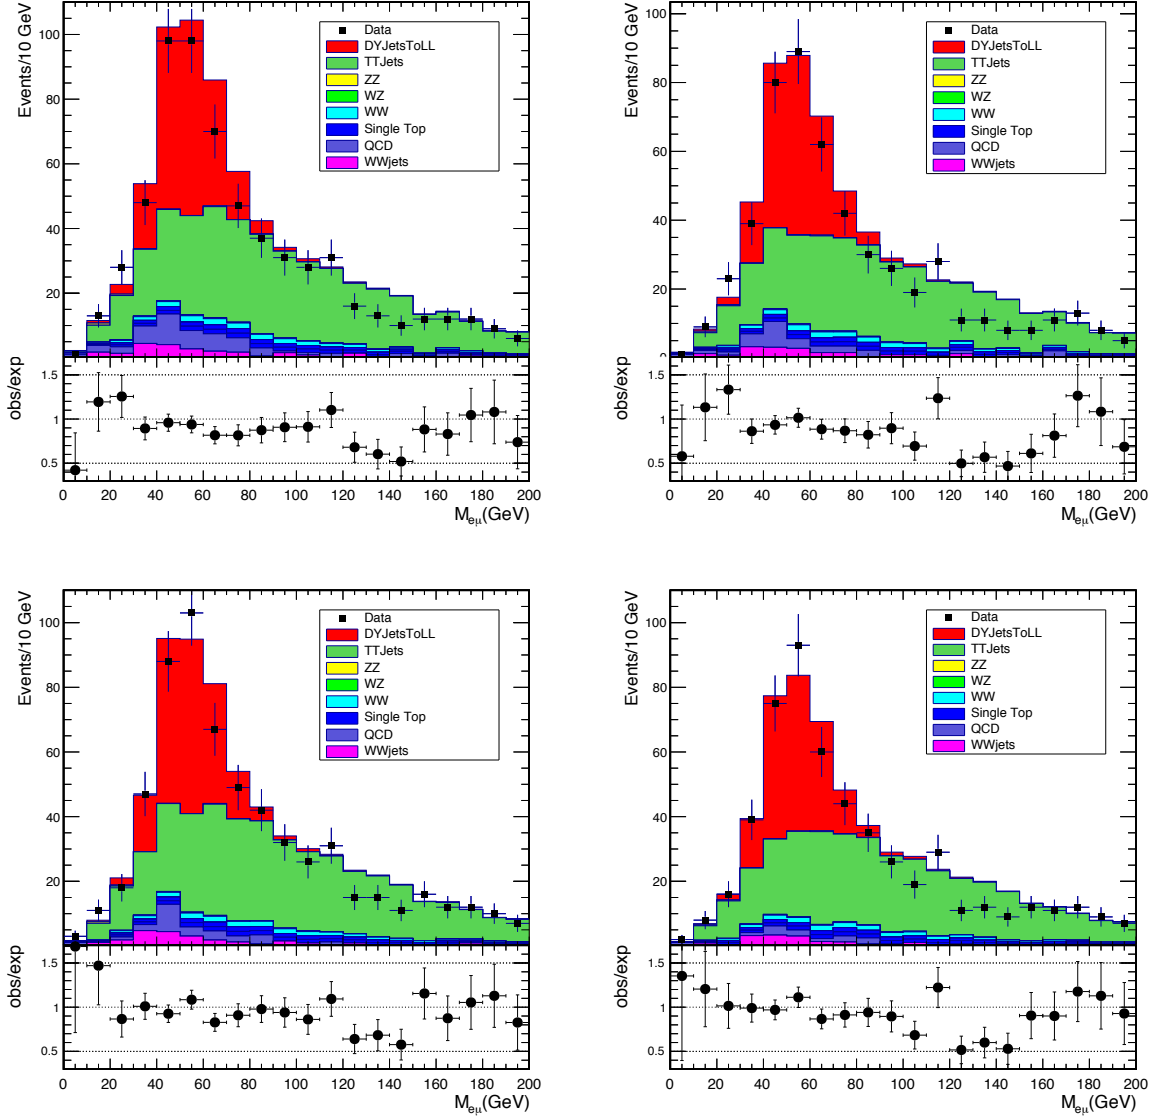 Events/10 GeV
100
80
60
40
20
Data
DYJetsToLL
TTJets
ZZ
WZ
WW
Single Top
QCD
WWjets
obs/exp
1.5
1
0.5
0 20 40 60 80 100 120 140 160 180 200
M_eμ(GeV)
Events/10 GeV
100
80
60
40
20
0
Data
DYJetsToLL
TTJets
ZZ
WZ
WW
Single Top
QCD
WWjets
obs/exp
1.5
1
0.5
0 20 40 60 80 100 120 140 160 180 200
M_eμ(GeV)
Events/10 GeV
100
80
60
40
20
Data
DYJetsToLL
TTJets
ZZ
WZ
WW
Single Top
QCD
WWjets
obs/exp
1.5
1
0.5
0 20 40 60 80 100 120 140 160 180 200
M_eμ(GeV)
Events/10 GeV
100
80
60
40
20
Data
DYJetsToLL
TTJets
ZZ
WZ
WW
Single Top
QCD
WWjets
obs/exp
1.5
1
0.5
0 20 40 60 80 100 120 140 160 180 200
M_eμ(GeV)